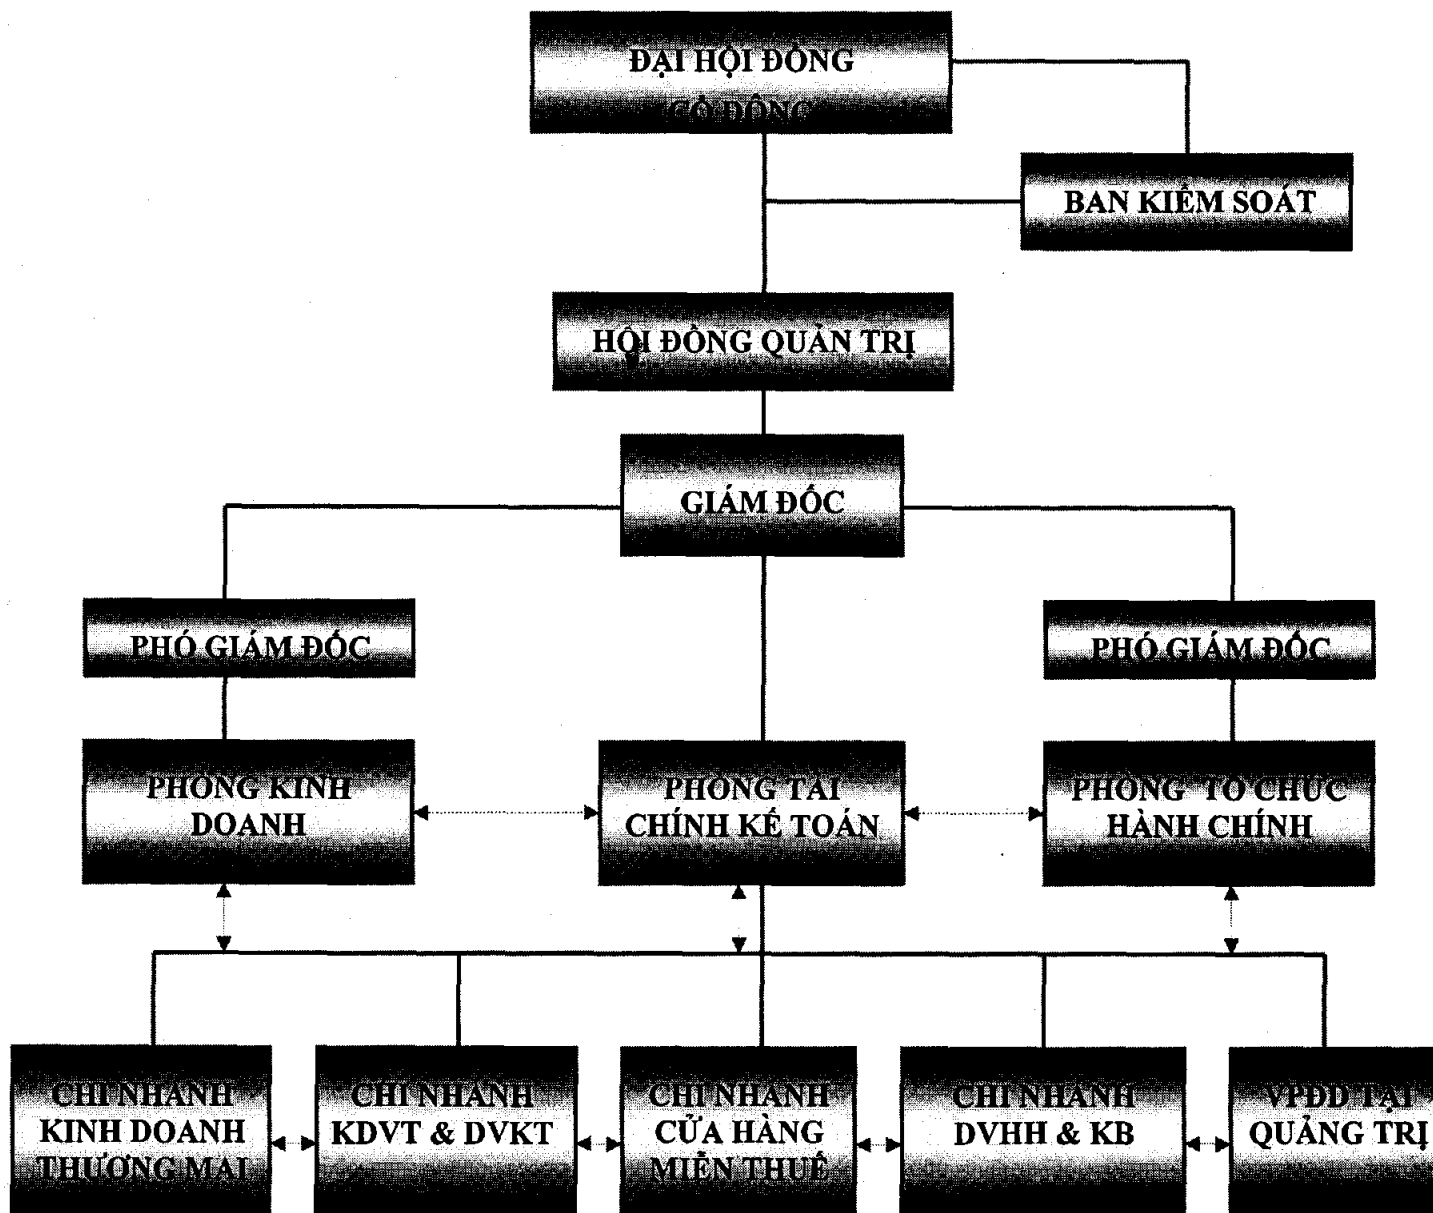 ĐẠI HỘI ĐỒNG
CỔ ĐÔNG
BAN KIỂM SOÁT
HỘI ĐỒNG QUẢN TRỊ
GIÁM ĐỐC
PHÓ GIÁM ĐỐC
PHÓ GIÁM ĐỐC
PHÒNG KINH
DOANH
PHÒNG TÀI
CHÍNH KẾ TOÁN
PHÒNG TỔ CHỨC
HÀNH CHÍNH
CHI NHÁNH
KINH DOANH
THƯƠNG MẠI
CHI NHÁNH
KDVT & DVKT
CHI NHÁNH
CỬA HÀNG
MIỄN THUẾ
CHI NHÁNH
DVHH & KB
VPĐD TẠI
QUẢNG TRỊ